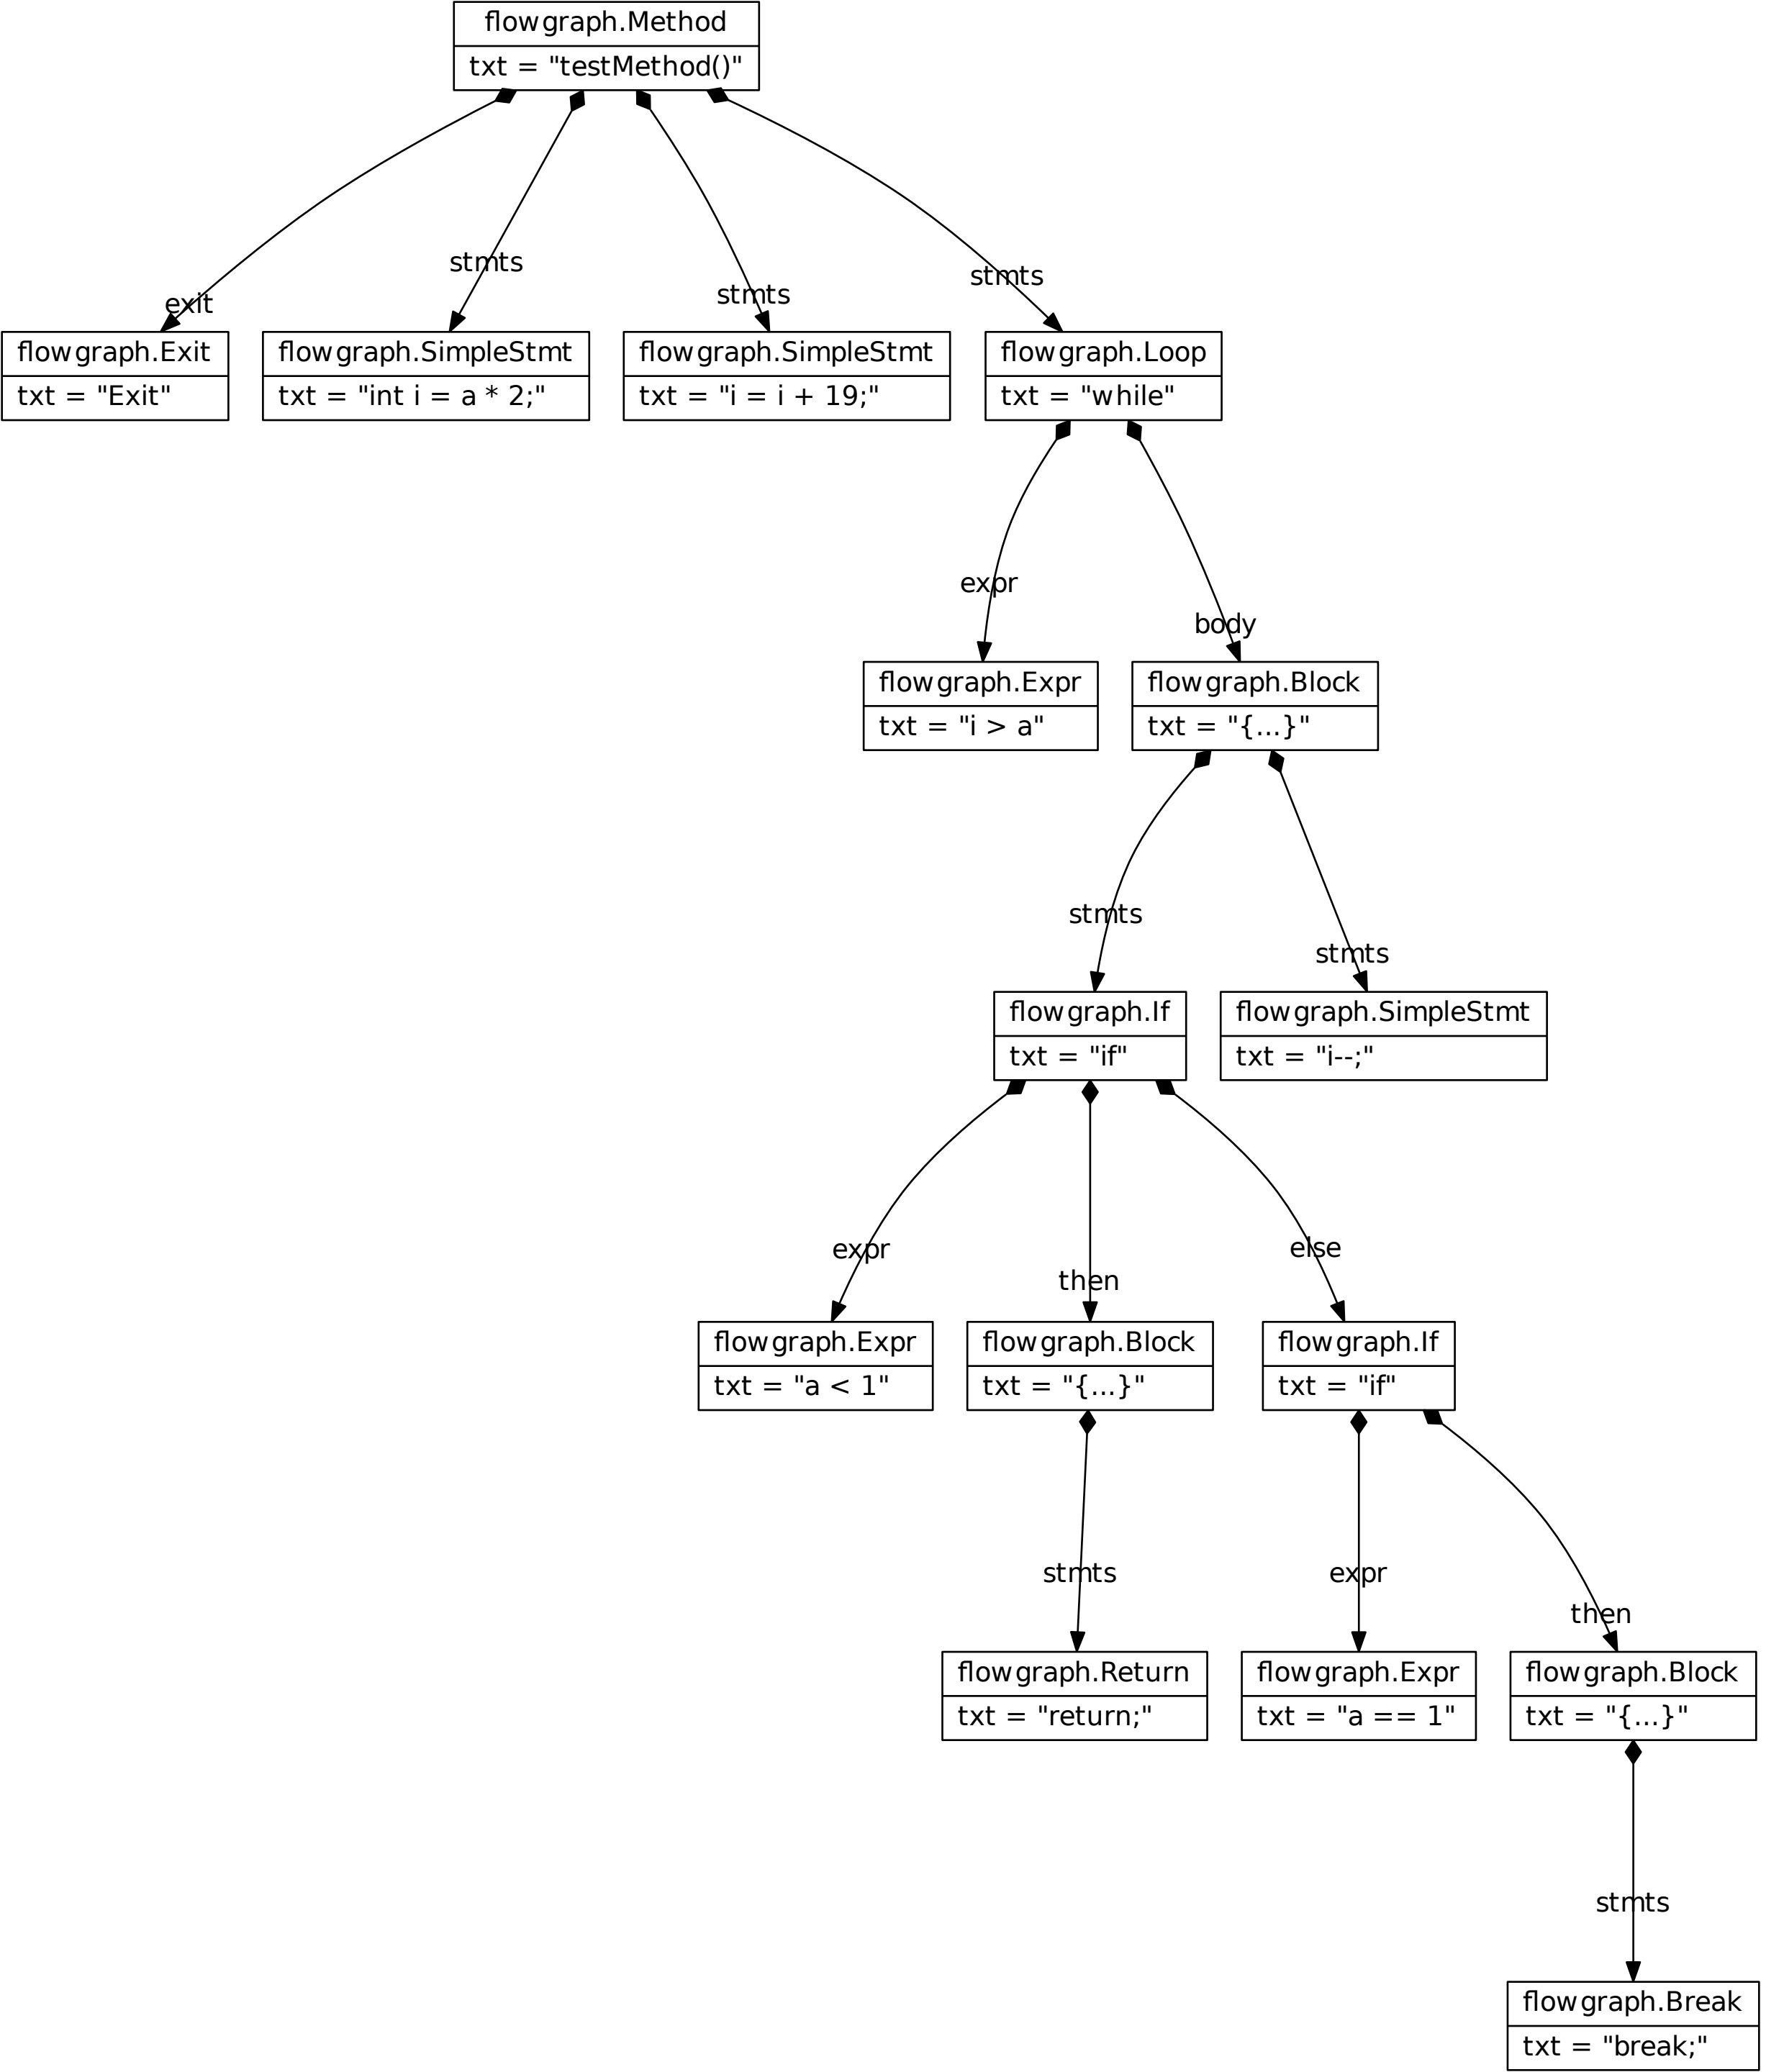 flowgraph.Method
txt = "testMethod()"
exit
stmts
stmts
stmts
flowgraph.Exit
txt = "Exit"
flowgraph.SimpleStmt
txt = "int i = a * 2;"
flowgraph.SimpleStmt
txt = "i = i + 19;"
flowgraph.Loop
txt = "while"
expr
body
flowgraph.Expr
txt = "i > a"
flowgraph.Block
txt = "{...}"
stmts
stmts
flowgraph.If
txt = "if"
flowgraph.SimpleStmt
txt = "i--;"
expr
then
else
flowgraph.Expr
txt = "a < 1"
flowgraph.Block
txt = "{...}"
flowgraph.If
txt = "if"
stmts
expr
then
flowgraph.Return
txt = "return;"
flowgraph.Expr
txt = "a == 1"
flowgraph.Block
txt = "{...}"
stmts
flowgraph.Break
txt = "break;"